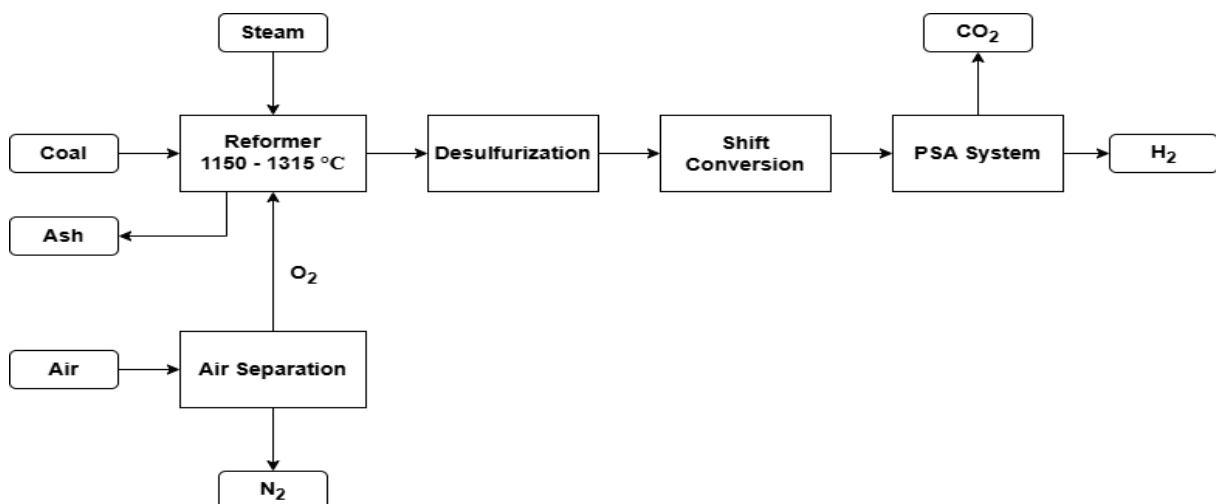 Steam
CO₂
Coal
Reformer
1150 - 1315 °C
Desulfurization
Shift
Conversion
PSA System
H₂
Ash
O₂
Air
Air Separation
N₂